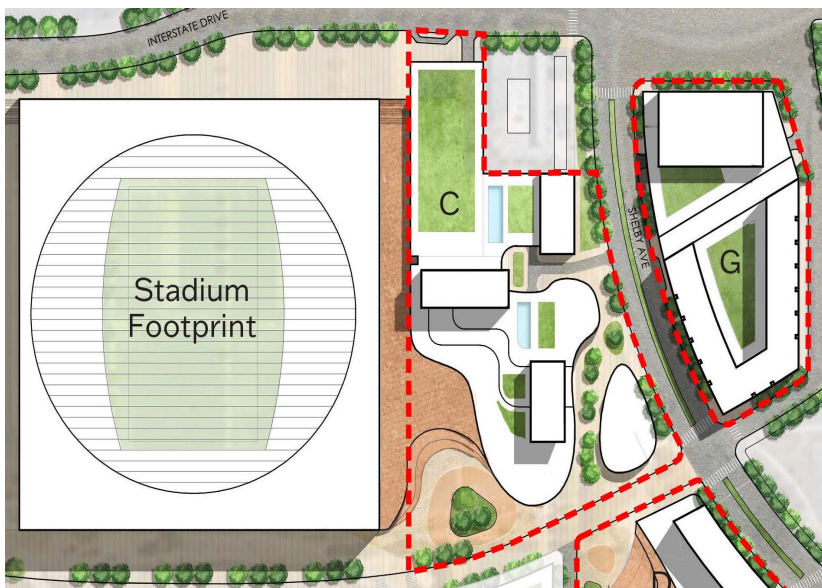 INTERSTATE DRIVE
C
SHELBY AVE
G
Stadium
Footprint